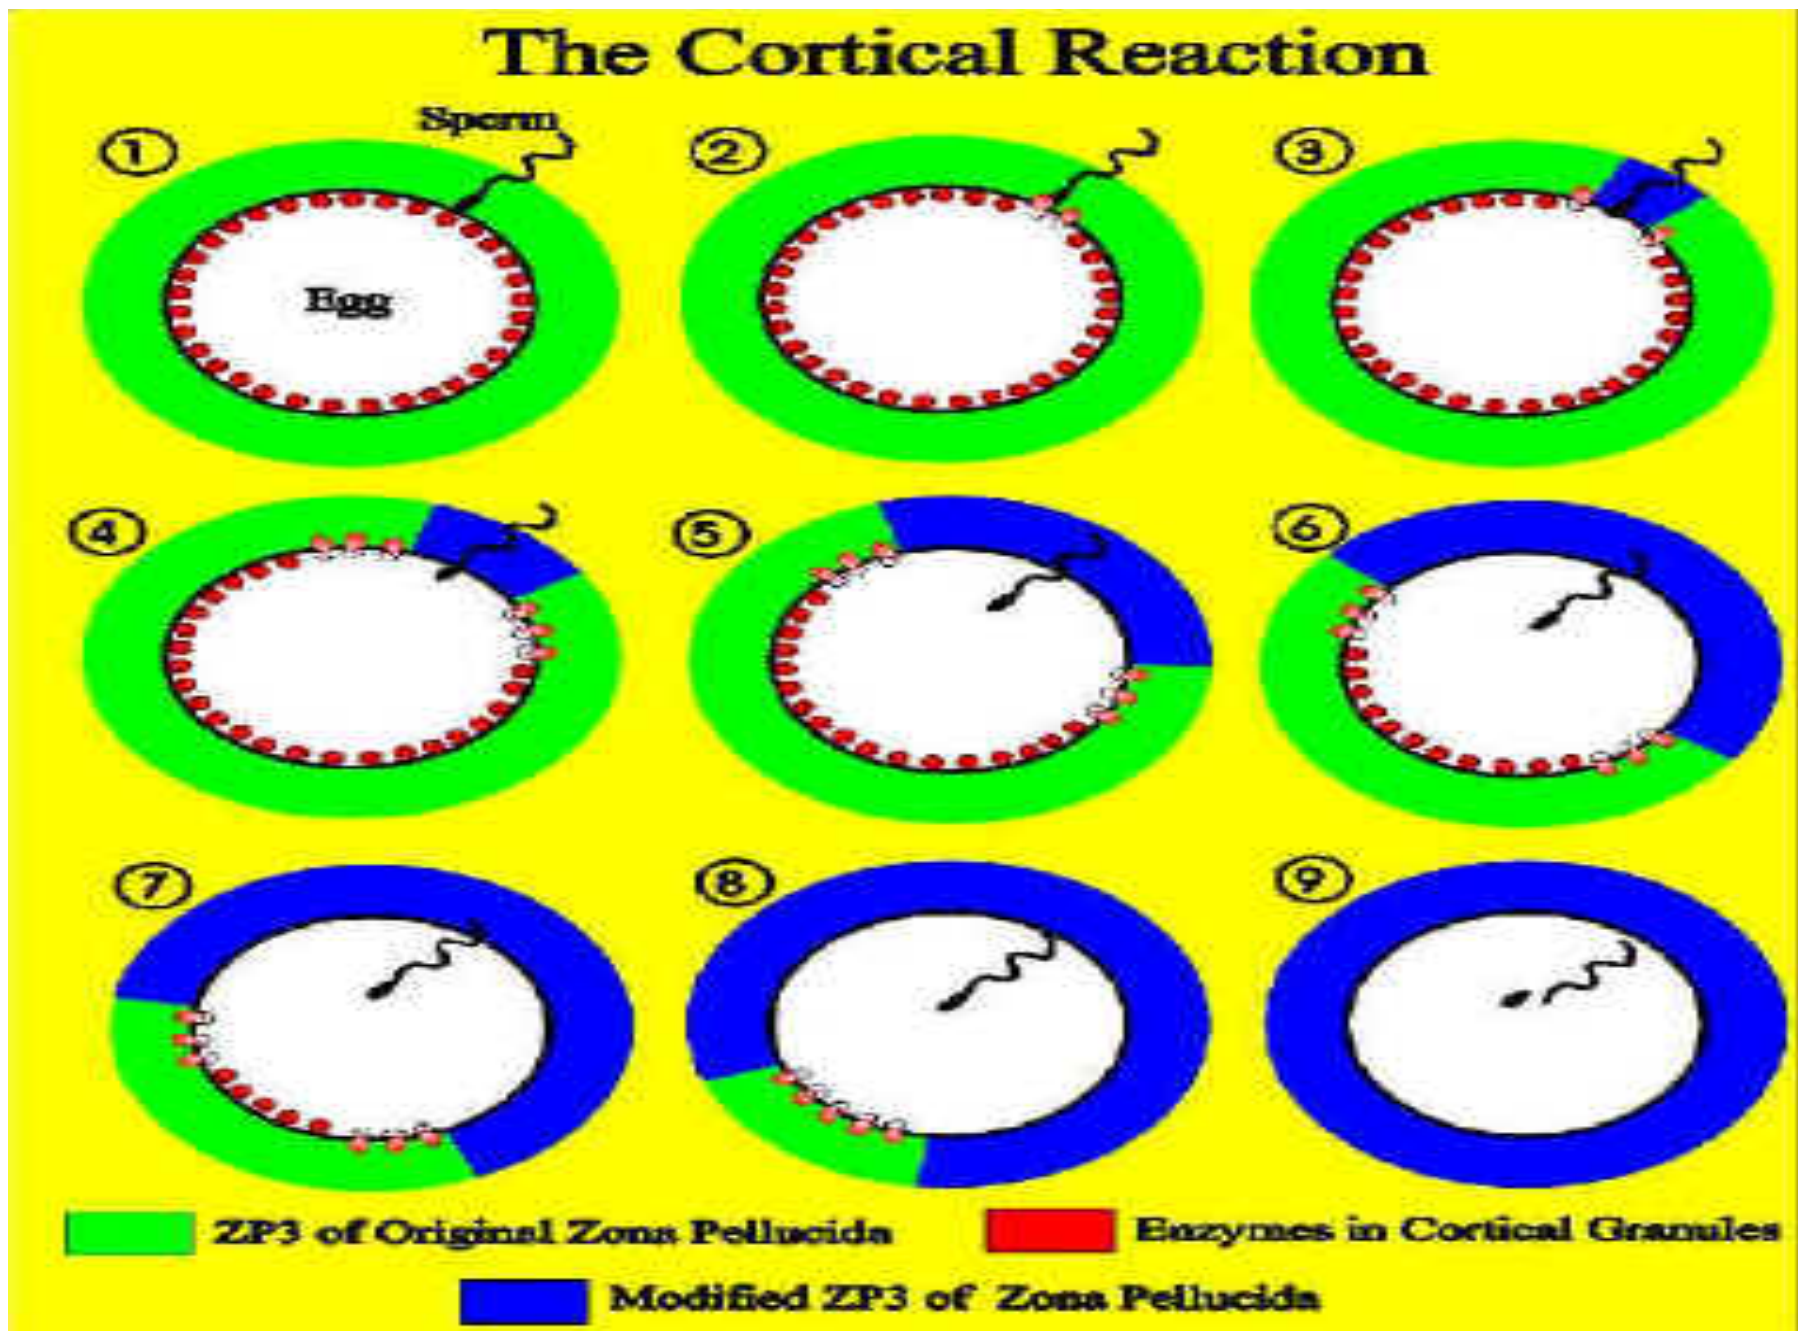 The Cortical Reaction
Sperm
1
2
3
Egg
4
5
6
7
8
9
ZP3 of Original Zona Pellucida
Enzymes in Cortical Granules
Modified ZP3 of Zona Pellucida